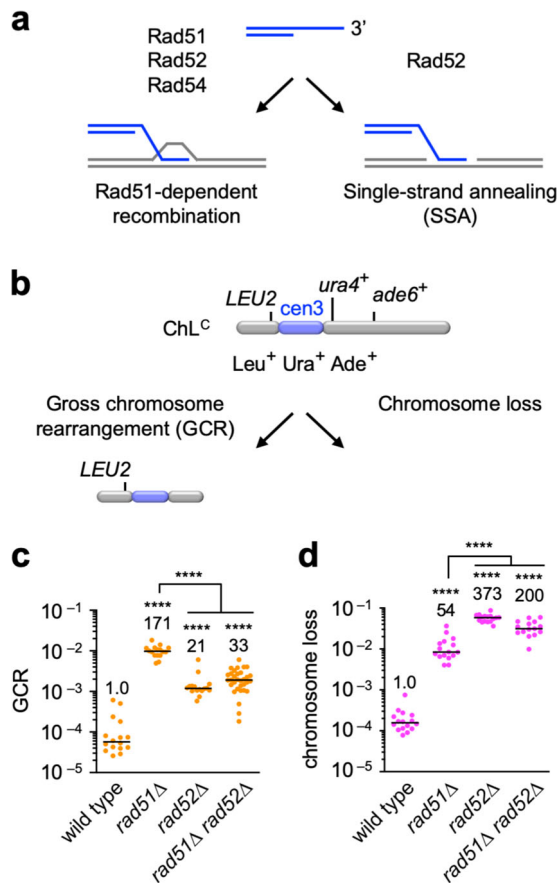 a
Rad51
Rad52
Rad54
3’
Rad52
Rad51-dependent
recombination
Single-strand annealing
(SSA)
b
LEU2
cen3
ura4+
ade6+
ChLC
Leu+ Ura+ Ade+
Gross chromosome
rearrangement (GCR)
Chromosome loss
LEU2
c
****
****
171
****
21
****
33
1.0
GCR
10−1
10−2
10−3
10−4
10−5
wild type
rad51Δ
rad52Δ
rad51Δ rad52Δ
d
****
****
54
****
373
****
200
1.0
chromosome loss
10−1
10−2
10−3
10−4
10−5
wild type
rad51Δ
rad52Δ
rad51Δ rad52Δ